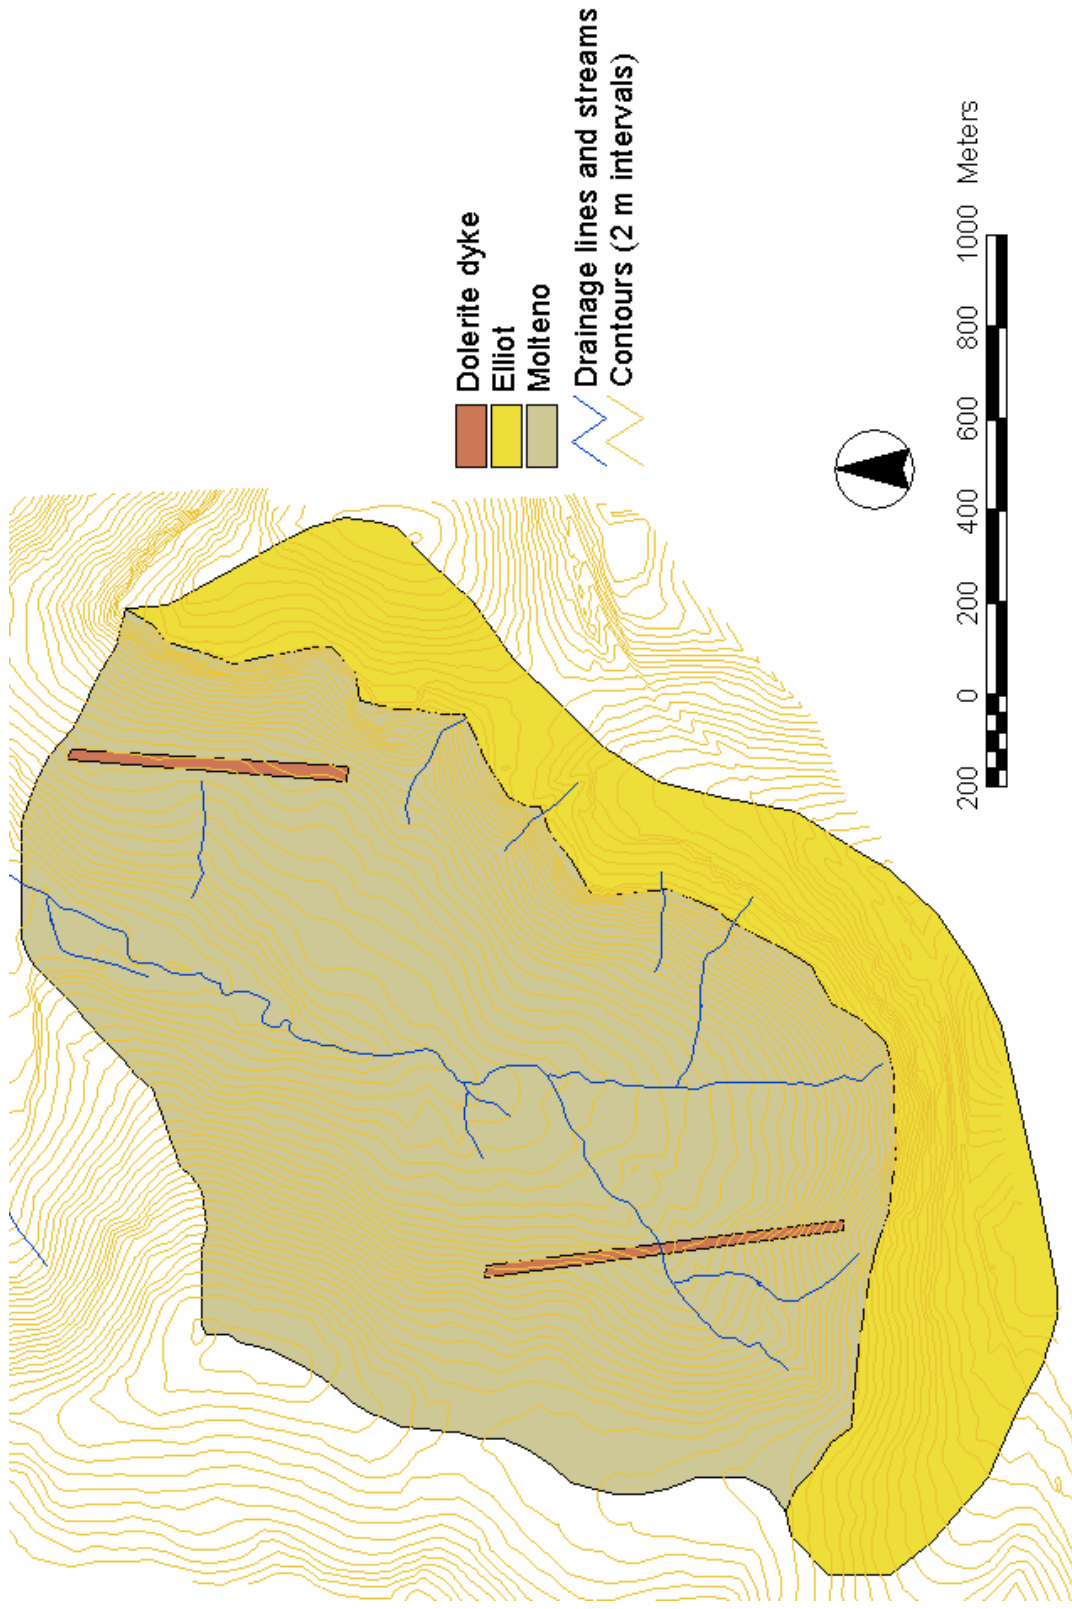 Dolerite dyke
Elliot
Molteno
Drainage lines and streams
Contours (2 m intervals)
200 0 200 400 600 800 1000 Meters